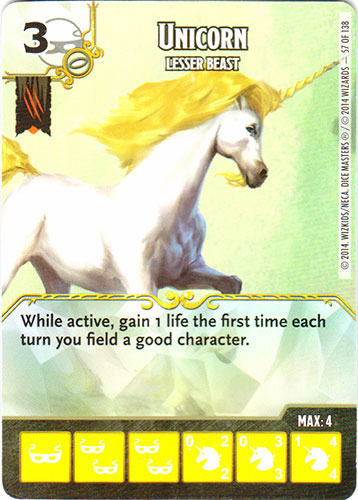 3
UNICORN
LESSER BEAST
© 2014. WIZKIDS/NECA. DICE MASTERS ® / © 2014 WIZARDS — 57 OF 138
While active, gain 1 life the first time each
turn you field a good character.
MAX: 4
0 2 0 3 1 4
2 3 4